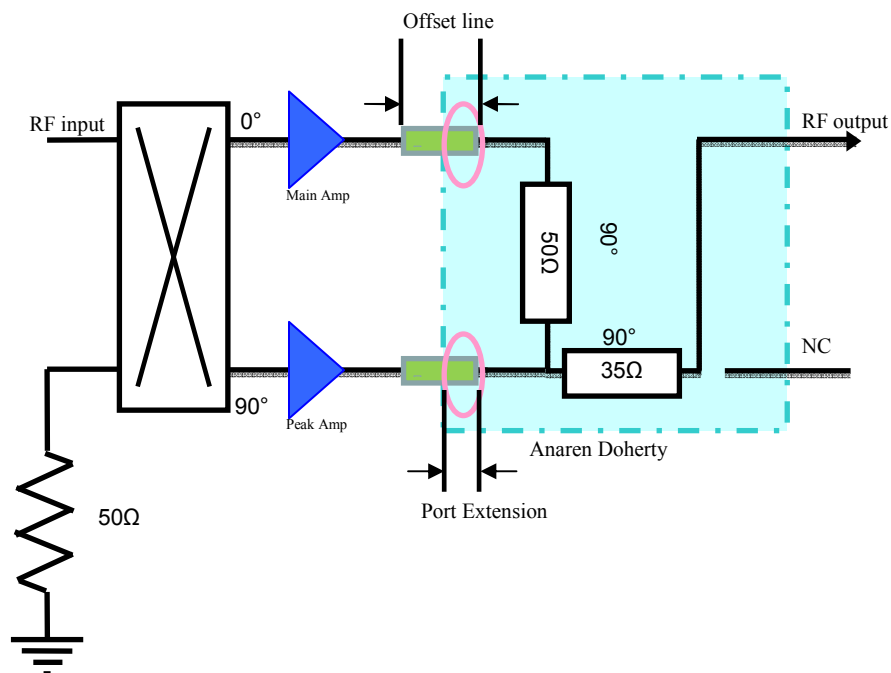 Offset line
RF input
0°
RF output
Main Amp
50Ω
90°
90°
35Ω
NC
90°
Peak Amp
Anaren Doherty
Port Extension
50Ω